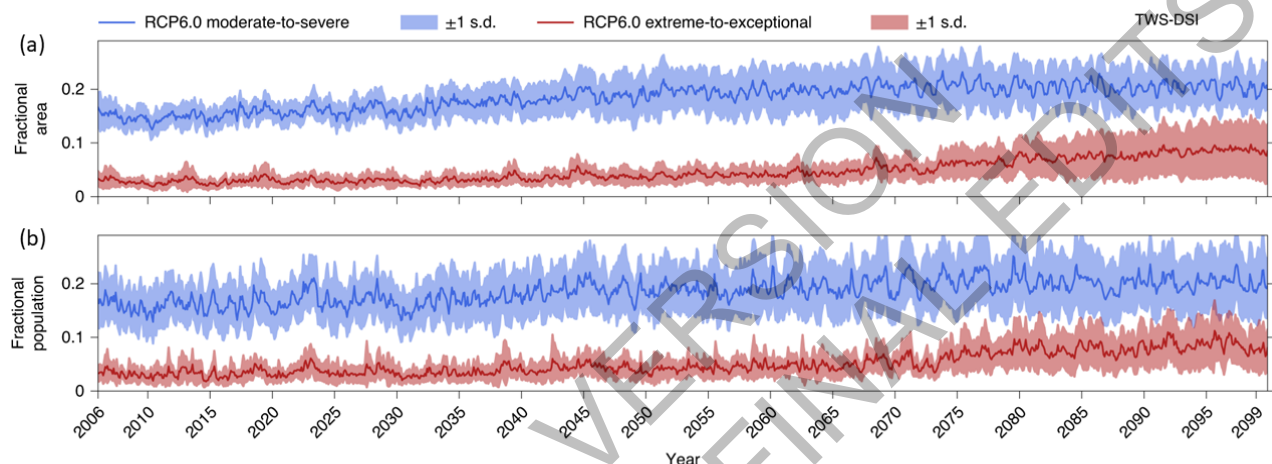 RCP6.0 moderate-to-severe ±1 s.d. RCP6.0 extreme-to-exceptional ±1 s.d. TWS-DSI
(a)
Fractional
area
0.2
0.1
0
(b)
Fractional
population
0.2
0.1
0
2006 2010 2015 2020 2025 2030 2035 2040 2045 2050 2055 2060 2065 2070 2075 2080 2085 2090 2095 2099
Year
VERSION
FINAL EDITS